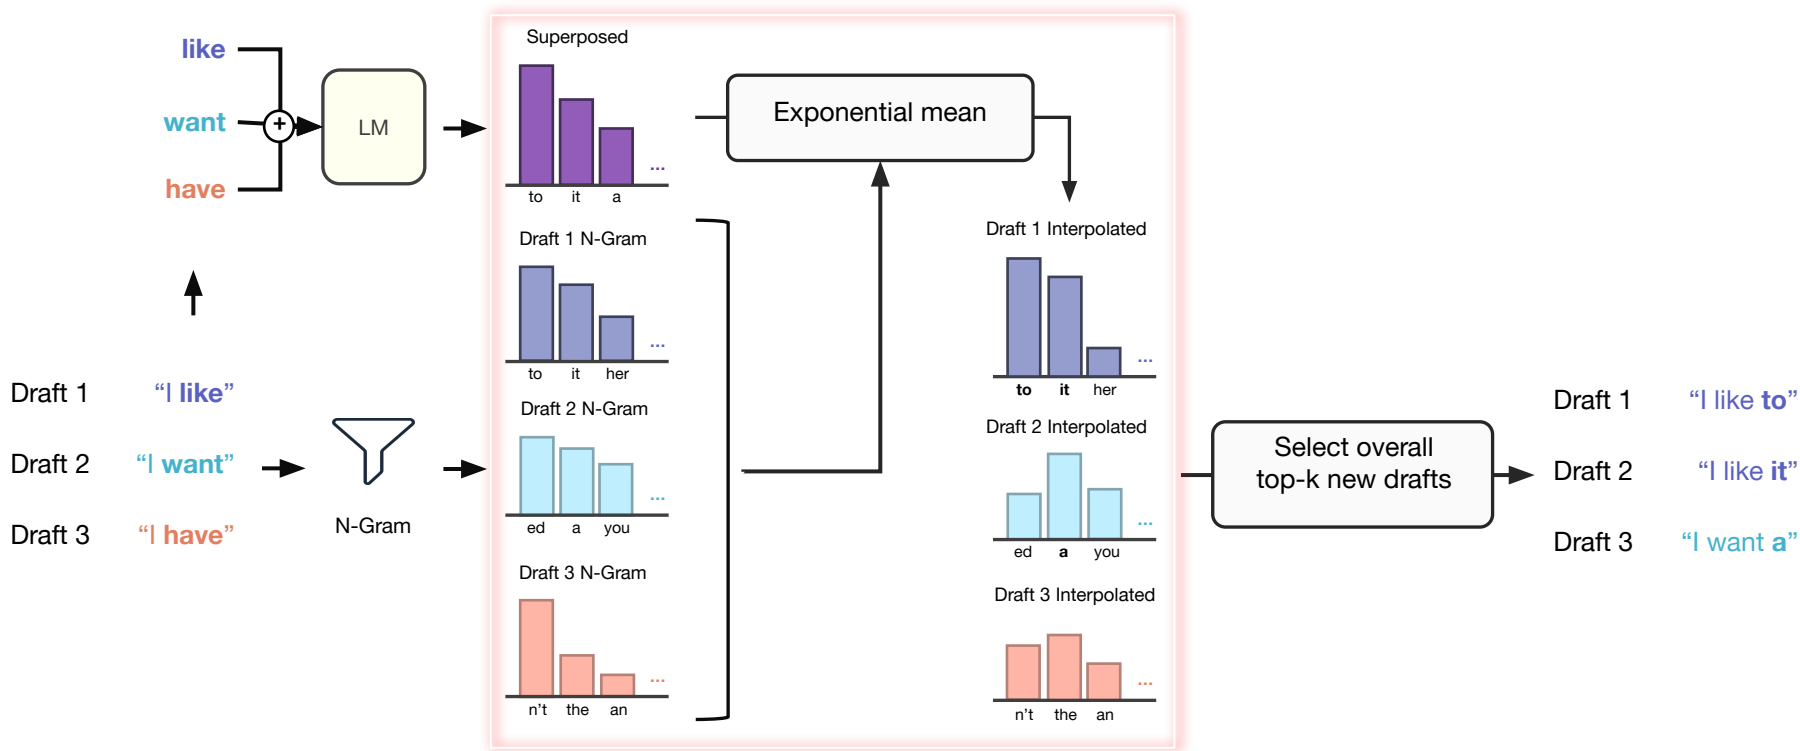 like
want
have
+
LM
Superposed
...
to it a
Exponential mean
Draft 1 N-Gram
...
to it her
Draft 2 N-Gram
...
ed a you
Draft 3 N-Gram
...
n't the an
Draft 1 Interpolated
...
to it her
Draft 2 Interpolated
...
ed a you
Draft 3 Interpolated
...
n't the an
Draft 1 “I like”
Draft 2 “I want”
Draft 3 “I have”
N-Gram
Select overall
top-k new drafts
Draft 1 “I like to”
Draft 2 “I like it”
Draft 3 “I want a”